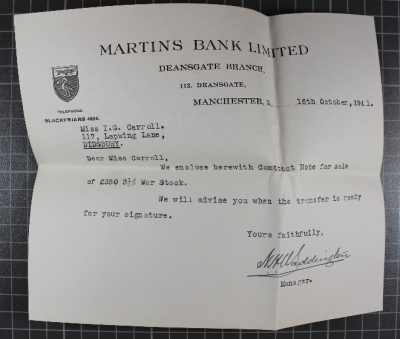 MARTINS BANK LIMITED
DEANSGATE BRANCH,
113, DEANSGATE,
MANCHESTER, 3. 16th October, 1941.
TELEPHONE
BLACKFRIARS 4894.
Miss I.G. Carroll.
117, Lapwing Lane,
DIDSBURY.
Dear Miss Carroll,
We enclose herewith Contract Note for sale
of £350 3½% War Stock.
We will advise you when the transfer is ready
for your signature.
Yours faithfully,
Waddington
Manager.